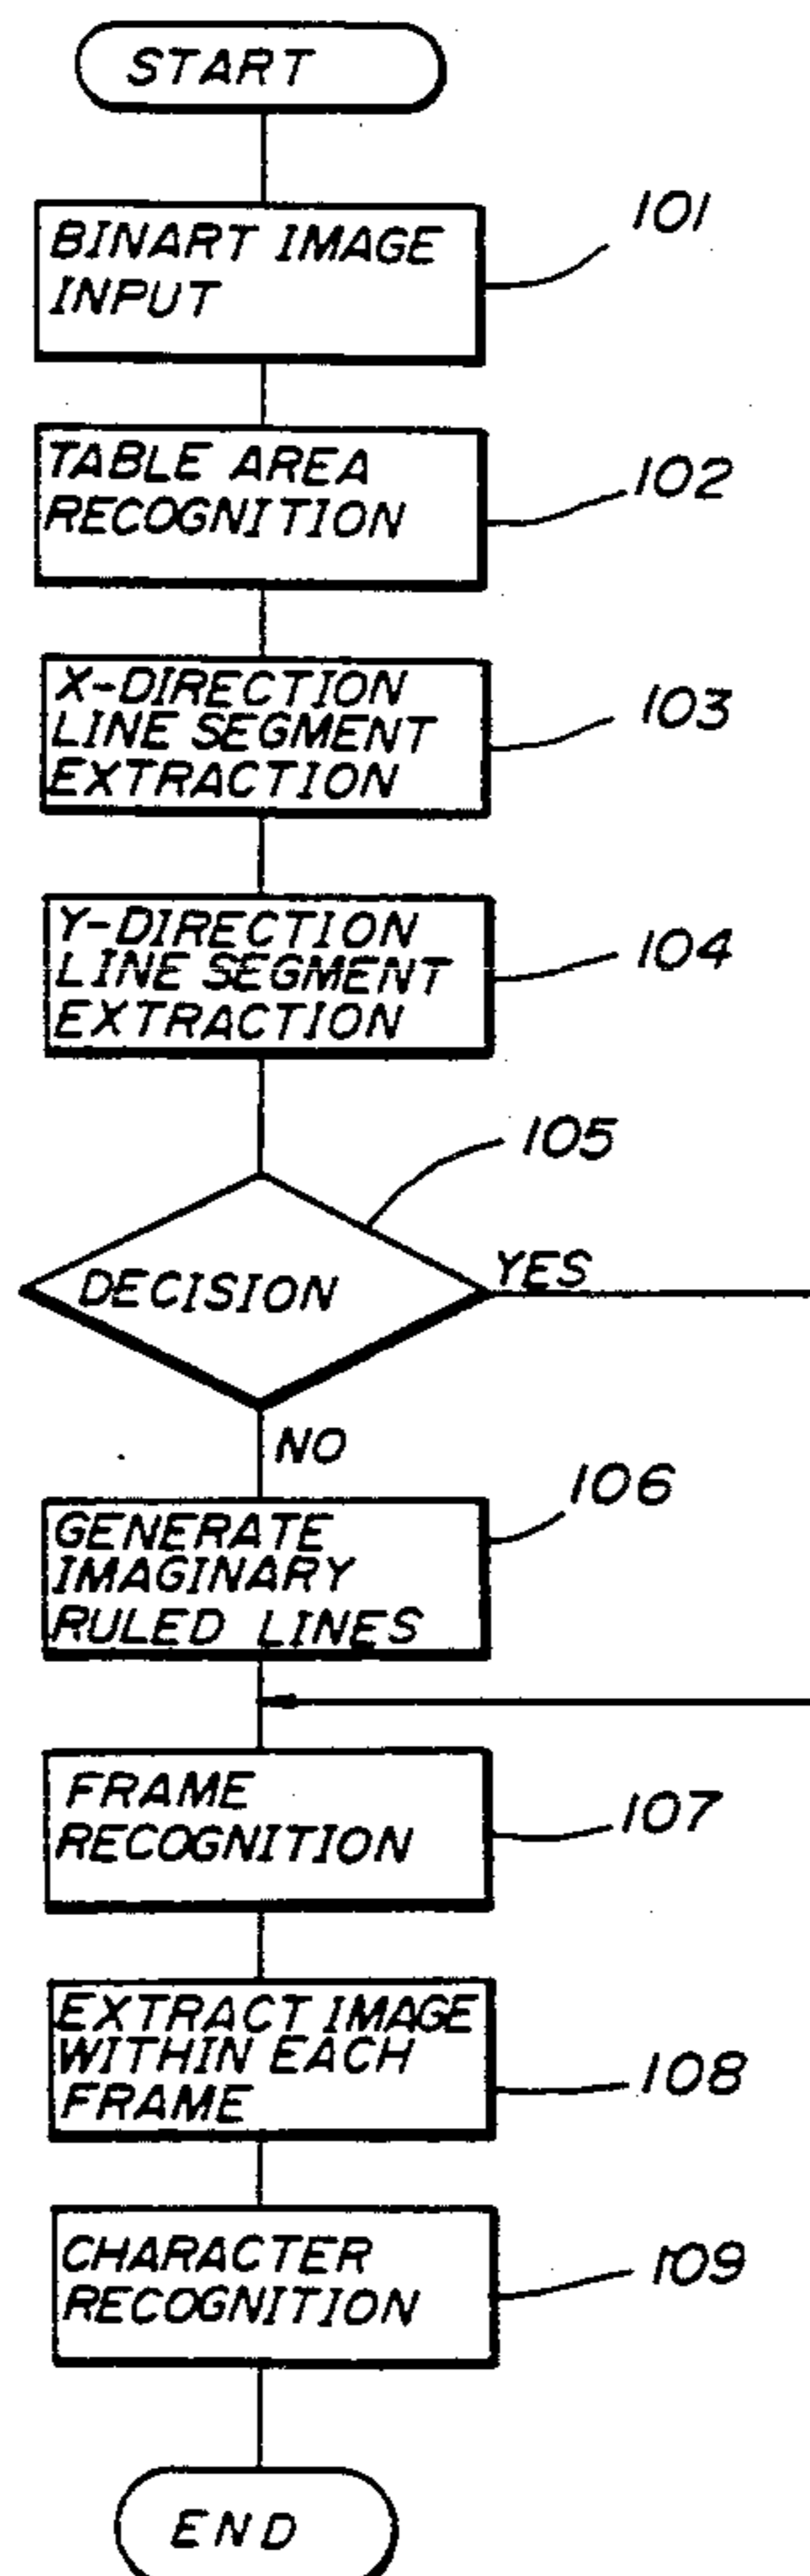 START
BINART IMAGE
INPUT
101
TABLE AREA
RECOGNITION
102
X-DIRECTION
LINE SEGMENT
EXTRACTION
103
Y-DIRECTION
LINE SEGMENT
EXTRACTION
104
105
DECISION
YES
NO
106
GENERATE
IMAGINARY
RULED LINES
FRAME
RECOGNITION
107
EXTRACT IMAGE
WITHIN EACH
FRAME
108
CHARACTER
RECOGNITION
109
END